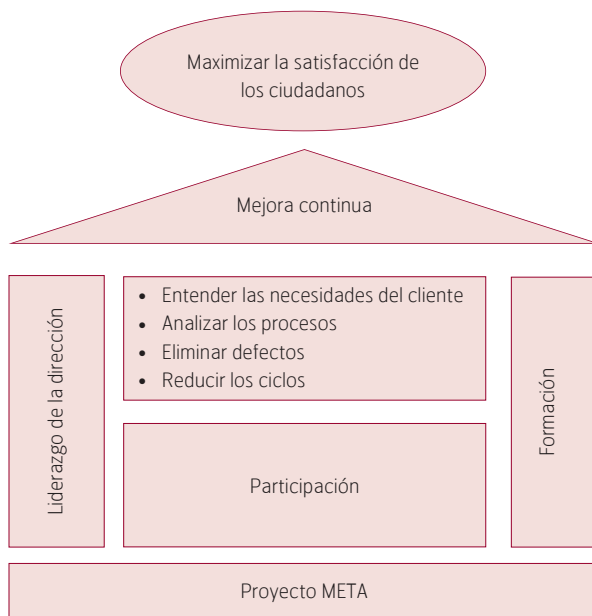 Maximizar la satisfacción de
los ciudadanos
Mejora continua
Liderazgo de la dirección
• Entender las necesidades del cliente
• Analizar los procesos
• Eliminar defectos
• Reducir los ciclos
Participación
Formación
Proyecto META